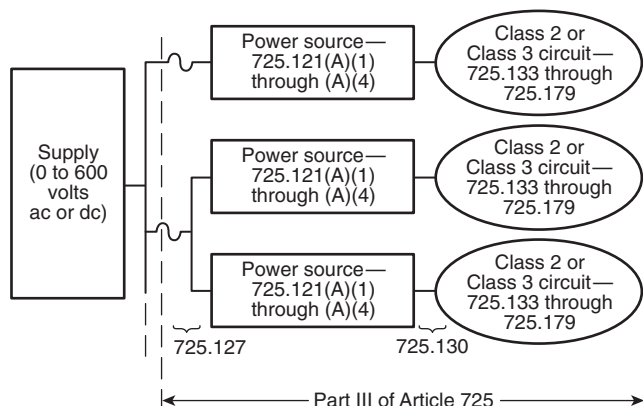 Supply
(0 to 600
volts
ac or dc)
Power source—
725.121(A)(1)
through (A)(4)
Class 2 or
Class 3 circuit—
725.133 through
725.179
Power source—
725.121(A)(1)
through (A)(4)
Class 2 or
Class 3 circuit—
725.133 through
725.179
Power source—
725.121(A)(1)
through (A)(4)
Class 2 or
Class 3 circuit—
725.133 through
725.179
725.127
725.130
Part III of Article 725